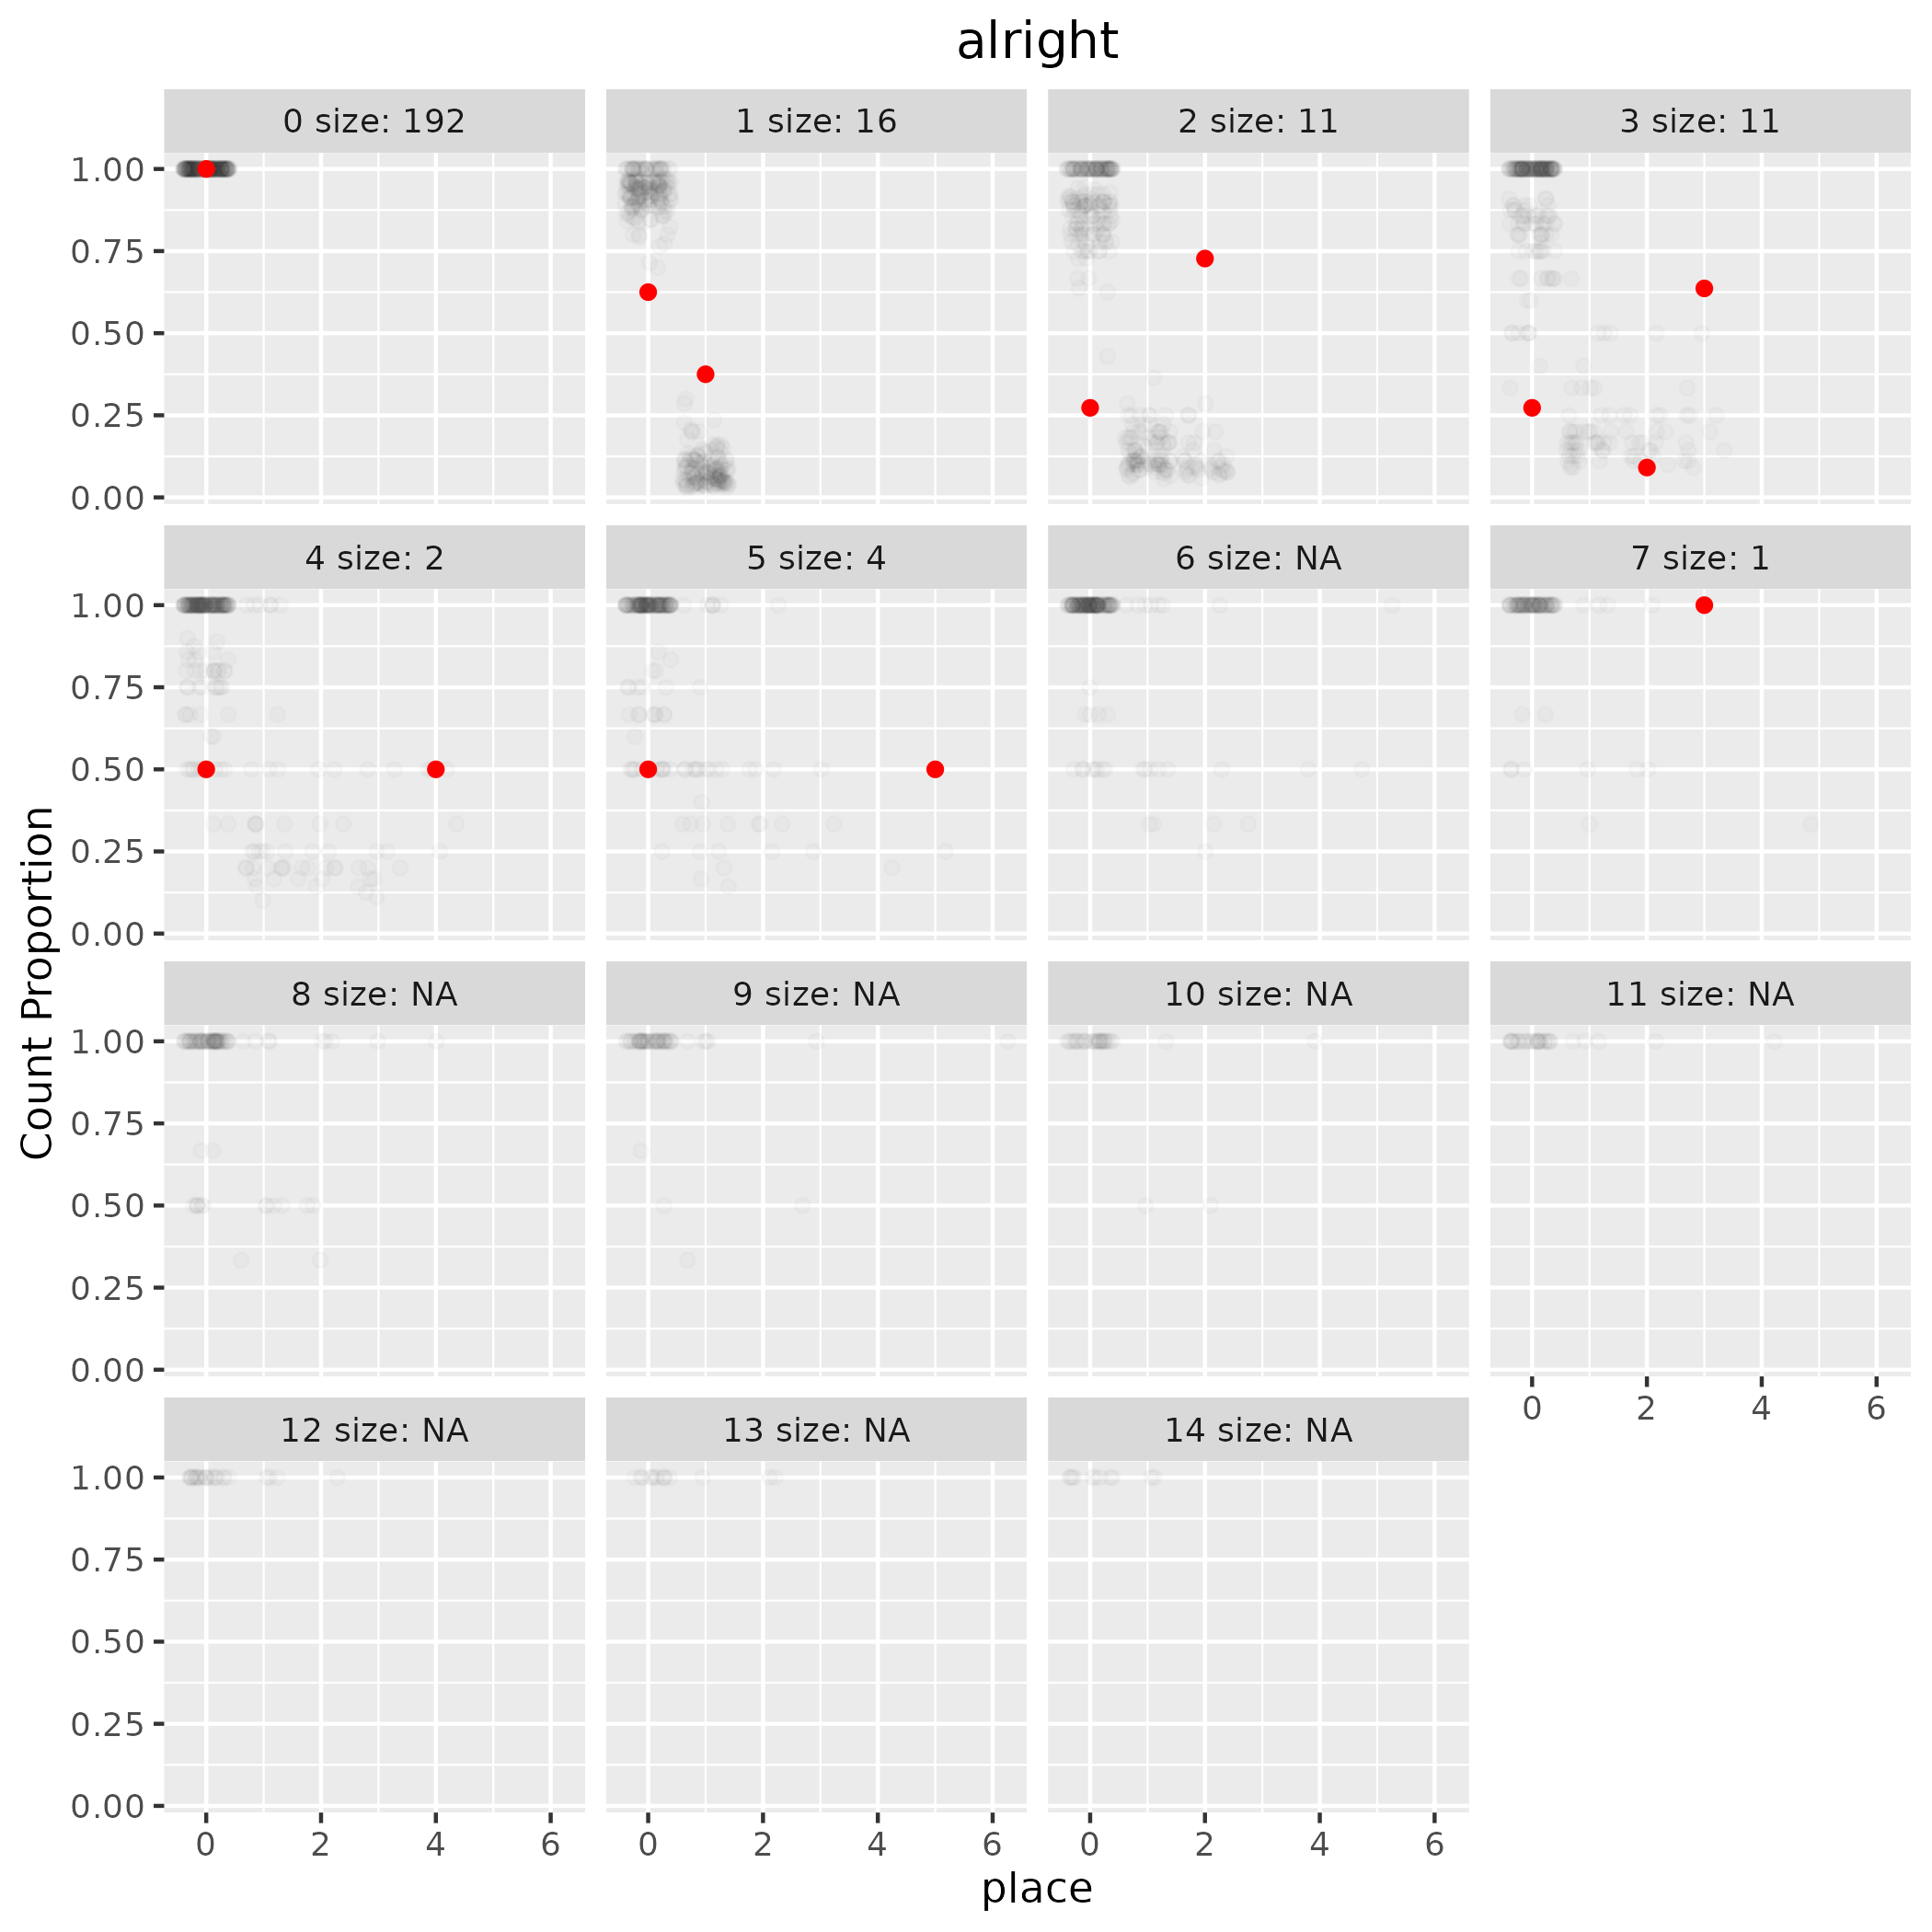 alright
0 size: 192
1 size: 16
2 size: 11
3 size: 11
1.00
0.75
0.50
0.25
0.00
4 size: 2
5 size: 4
6 size: NA
7 size: 1
1.00
0.75
0.50
0.25
0.00
8 size: NA
9 size: NA
10 size: NA
11 size: NA
1.00
0.75
0.50
0.25
0.00
0 2 4 6
12 size: NA
13 size: NA
14 size: NA
1.00
0.75
0.50
0.25
0.00
0 2 4 6
0 2 4 6
0 2 4 6
place
Count Proportion